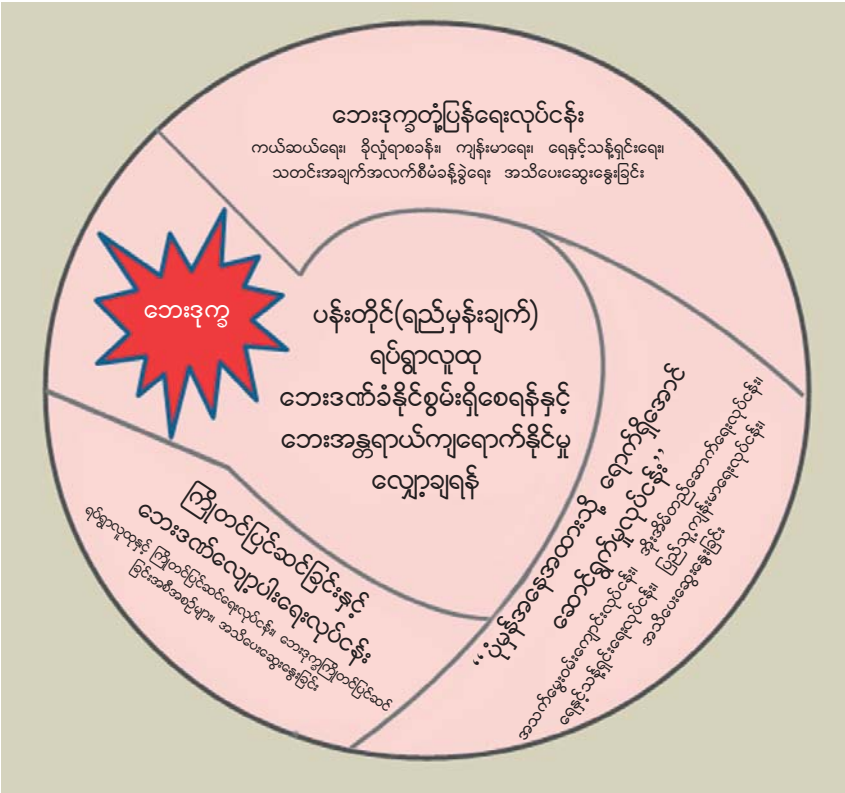 ဘေးဒုက္ခတုံ့ပြန်ရေးလုပ်ငန်း
ကယ်ဆယ်ရေး၊ ခိုလှုံရာစခန်း၊ ကျန်းမာရေး၊ ရေနှင့်သန့်ရှင်းရေး၊
သတင်းအချက်အလက်စီမံခန့်ခွဲရေး အသိပေးဆွေးနွေးခြင်း
ဘေးဒုက္ခ
ပန်းတိုင်(ရည်မှန်းချက်)
ရပ်ရွာလူထု
ဘေးဒဏ်ခံနိုင်စွမ်းရှိစေရန်နှင့်
ဘေးအန္တရာယ်ကျရောက်နိုင်မှု
လျှော့ချရန်
“ပုံမှန်အနေအထားသို့ ရောက်ရှိအောင်
ဆောင်ရွက်မှုလုပ်ငန်း”
အသက်မွေးဝမ်းကျောင်းလုပ်ငန်း၊ အိုးအိမ်တည်ဆောက်ရေးလုပ်ငန်း၊
ရေနှင့်သန့်ရှင်းရေးလုပ်ငန်း၊ ပြည်သူ့ကျန်းမာရေးလုပ်ငန်း၊
အသိပေးဆွေးနွေးခြင်း
ကြိုတင်ပြင်ဆင်ခြင်းနှင့်
ဘေးဒဏ်လျော့ပါးရေးလုပ်ငန်း
ရပ်ရွာလူထုနှင့် ကြိုတင်ပြင်ဆင်ရေးလုပ်ငန်း၊ ဘေးဒုက္ခကြိုတင်ပြင်ဆင်
ခြင်းအစီအစဉ်များ၊ အသိပေးဆွေးနွေးခြင်း